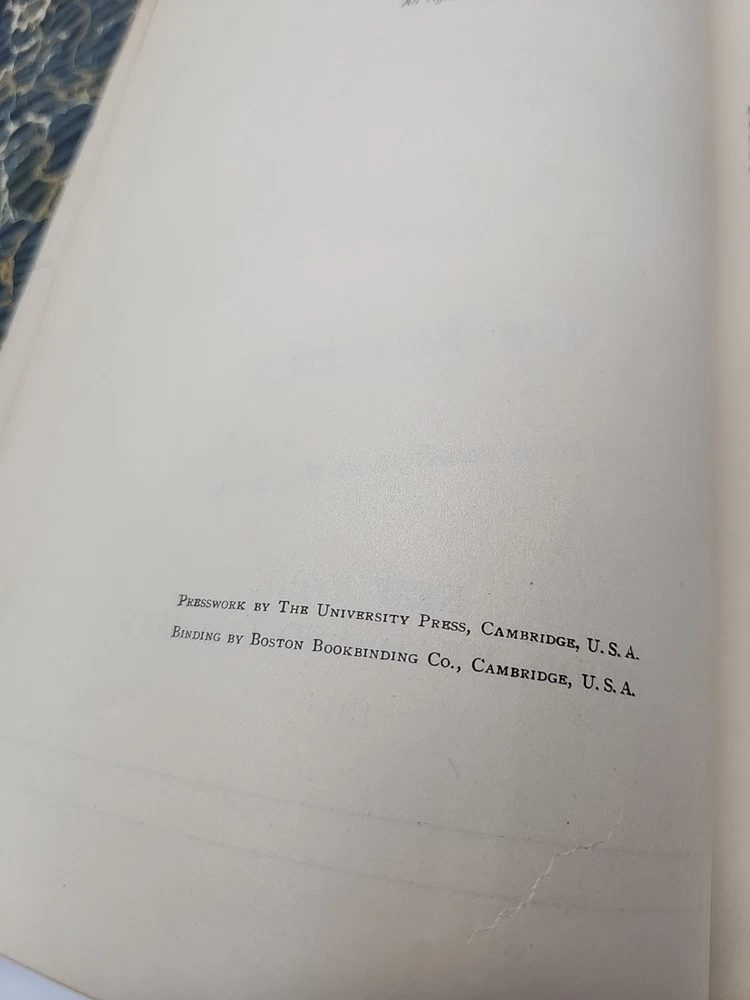 PRESSWORK BY THE UNIVERSITY PRESS, CAMBRIDGE, U. S. A.
BINDING BY BOSTON BOOKBINDING CO., CAMBRIDGE, U. S. A.